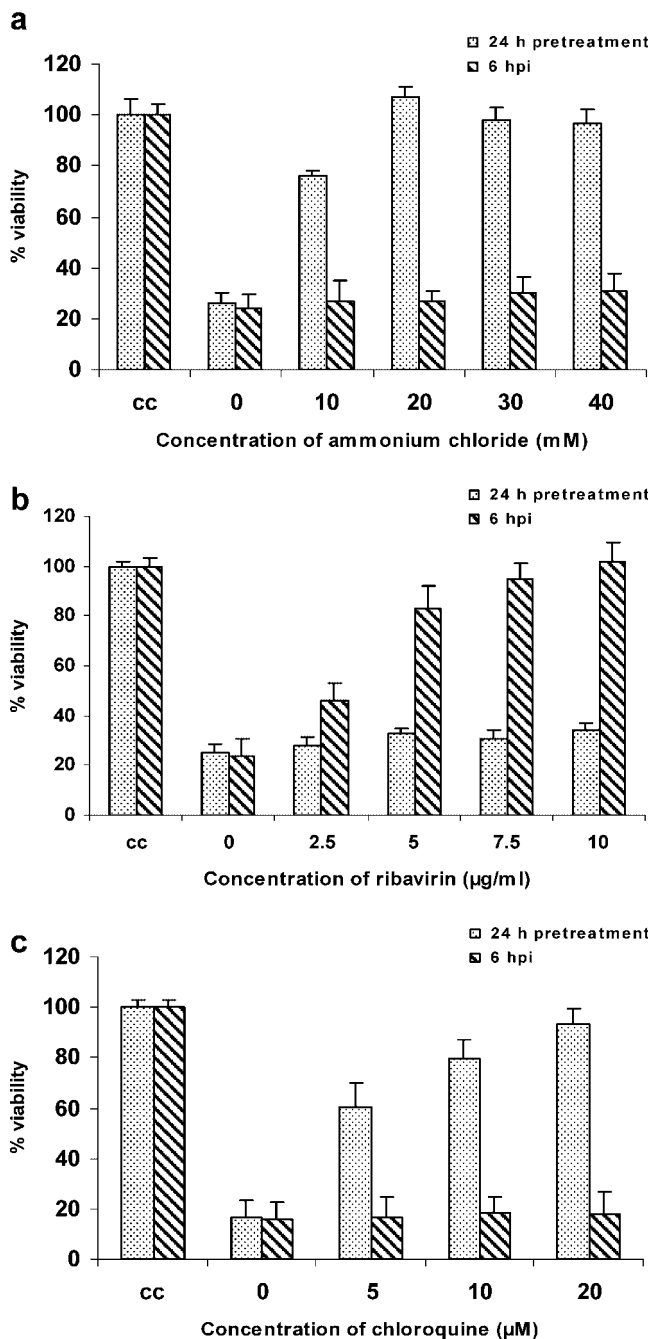 a
24 h pretreatment
6 hpi
120
100
80
60
40
20
0
% viability
cc 0 10 20 30 40
Concentration of ammonium chloride (mM)
b
24 h pretreatment
6 hpi
120
100
80
60
40
20
0
% viability
cc 0 2.5 5 7.5 10
Concentration of ribavirin (µg/ml)
c
24 h pretreatment
6 hpi
120
100
80
60
40
20
0
% viability
cc 0 5 10 20
Concentration of chloroquine (µM)